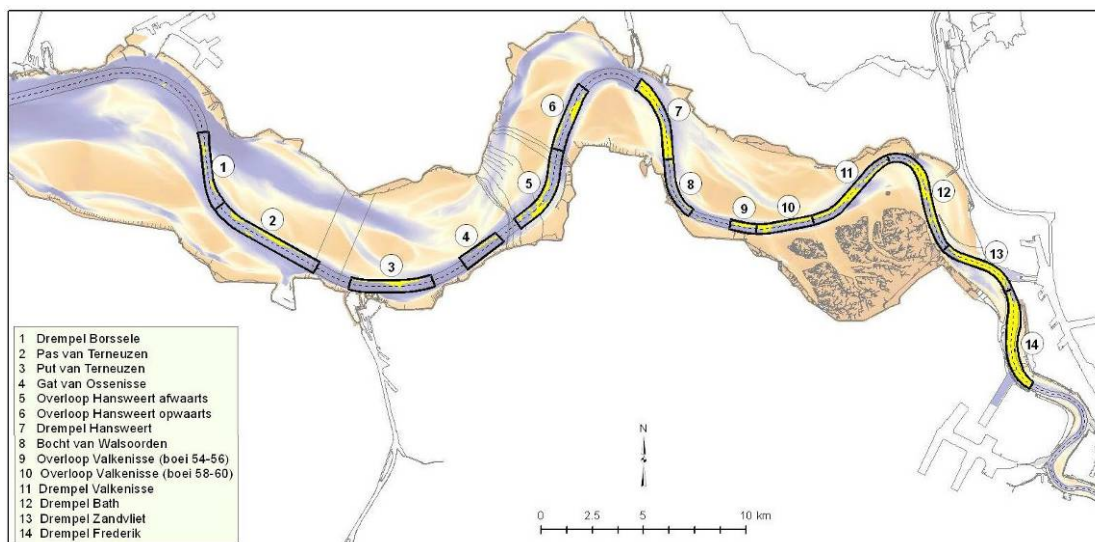 6
7
1
5
8
11
12
2
9
10
4
13
3
14
1 Drempel Borssele
2 Pas van Terneuzen
3 Put van Terneuzen
4 Gat van Ossenisse
5 Overloop Hansweert afwaarts
6 Overloop Hansweert opwaarts
7 Drempel Hansweert
8 Bocht van Walsoorden
9 Overloop Valkenisse (boei 54-56)
10 Overloop Valkenisse (boei 58-60)
11 Drempel Valkenisse
12 Drempel Bath
13 Drempel Zandvliet
14 Drempel Frederik
N
0 2.5 5 10 km